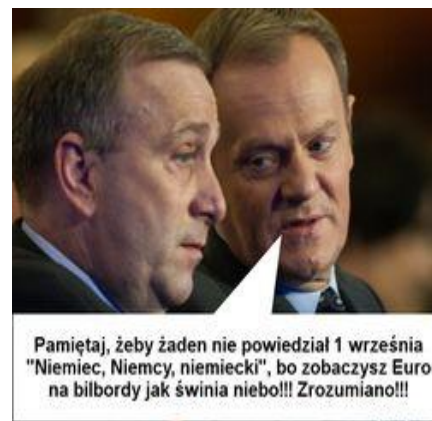 Pamiętaj, żeby żaden nie powiedział 1 września
"Niemiec, Niemcy, niemiecki", bo zobaczysz Euro
na bilbordy jak świnia niebo!!! Zrozumiano!!!